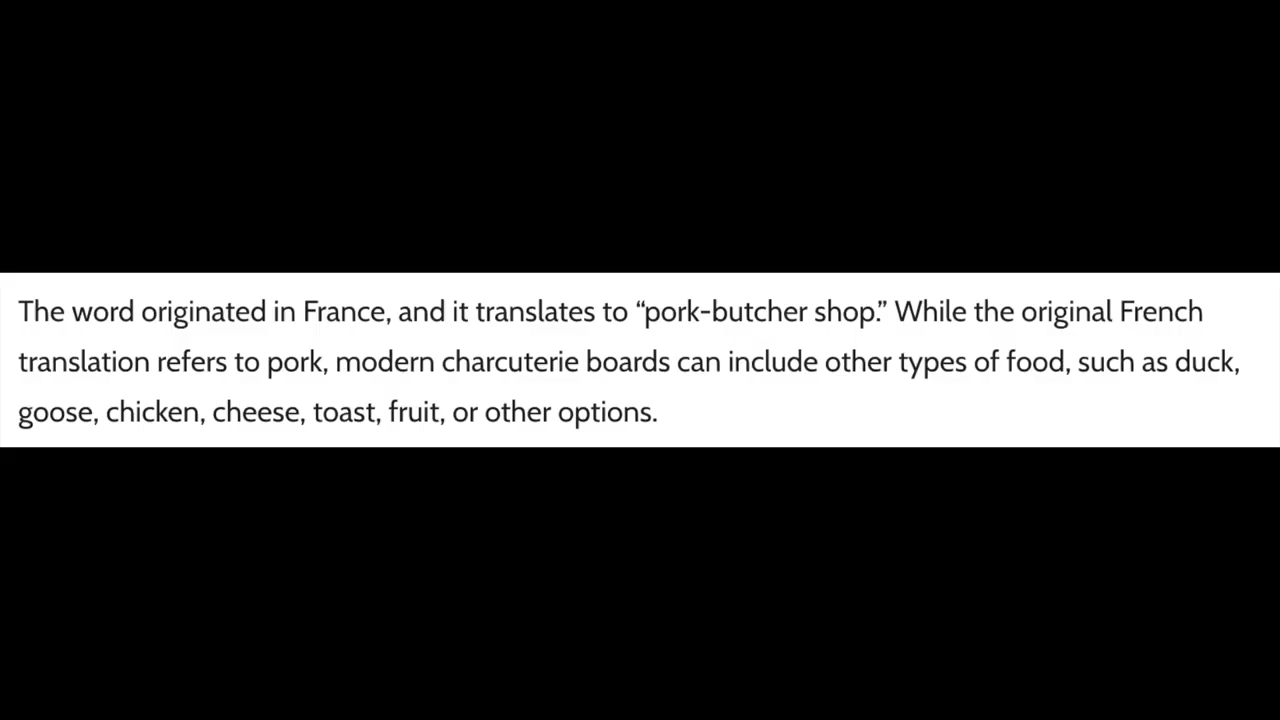 The word originated in France, and it translates to “pork-butcher shop.” While the original French
translation refers to pork, modern charcuterie boards can include other types of food, such as duck,
goose, chicken, cheese, toast, fruit, or other options.